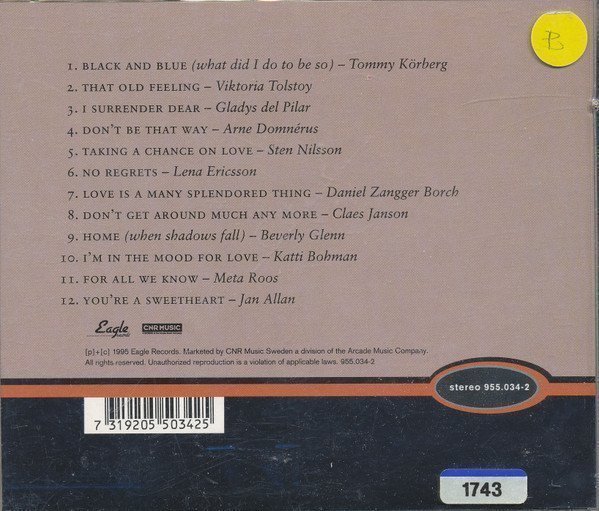 B
1. BLACK AND BLUE (what did I do to be so) – Tommy Körberg
2. THAT OLD FEELING – Viktoria Tolstoy
3. I SURRENDER DEAR – Gladys del Pilar
4. DON'T BE THAT WAY – Arne Domnérus
5. TAKING A CHANCE ON LOVE – Sten Nilsson
6. NO REGRETS – Lena Ericsson
7. LOVE IS A MANY SPLENDORED THING – Daniel Zangger Borch
8. DON'T GET AROUND MUCH ANY MORE – Claes Janson
9. HOME (when shadows fall) – Beverly Glenn
10. I'M IN THE MOOD FOR LOVE – Katti Bohman
11. FOR ALL WE KNOW – Meta Roos
12. YOU'RE A SWEETHEART – Jan Allan
Eagle Records CNR MUSIC
[p]+[c] 1995 Eagle Records. Marketed by CNR Music Sweden a division of the Arcade Music Company.
All rights reserved. Unauthorized reproduction is a violation of applicable laws. 955.034-2
stereo 955.034-2
7 319205 503425
1743